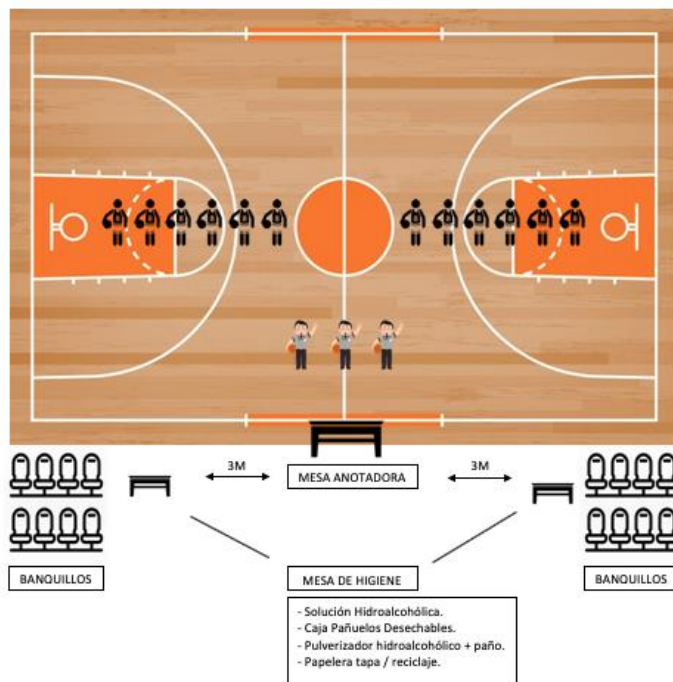 3M
MESA ANOTADORA
3M
BANQUILLOS
MESA DE HIGIENE
BANQUILLOS
- Solución Hidroalcohólica.
- Caja Pañuelos Desechables.
- Pulverizador hidroalcohólico + paño.
- Papelera tapa / reciclaje.